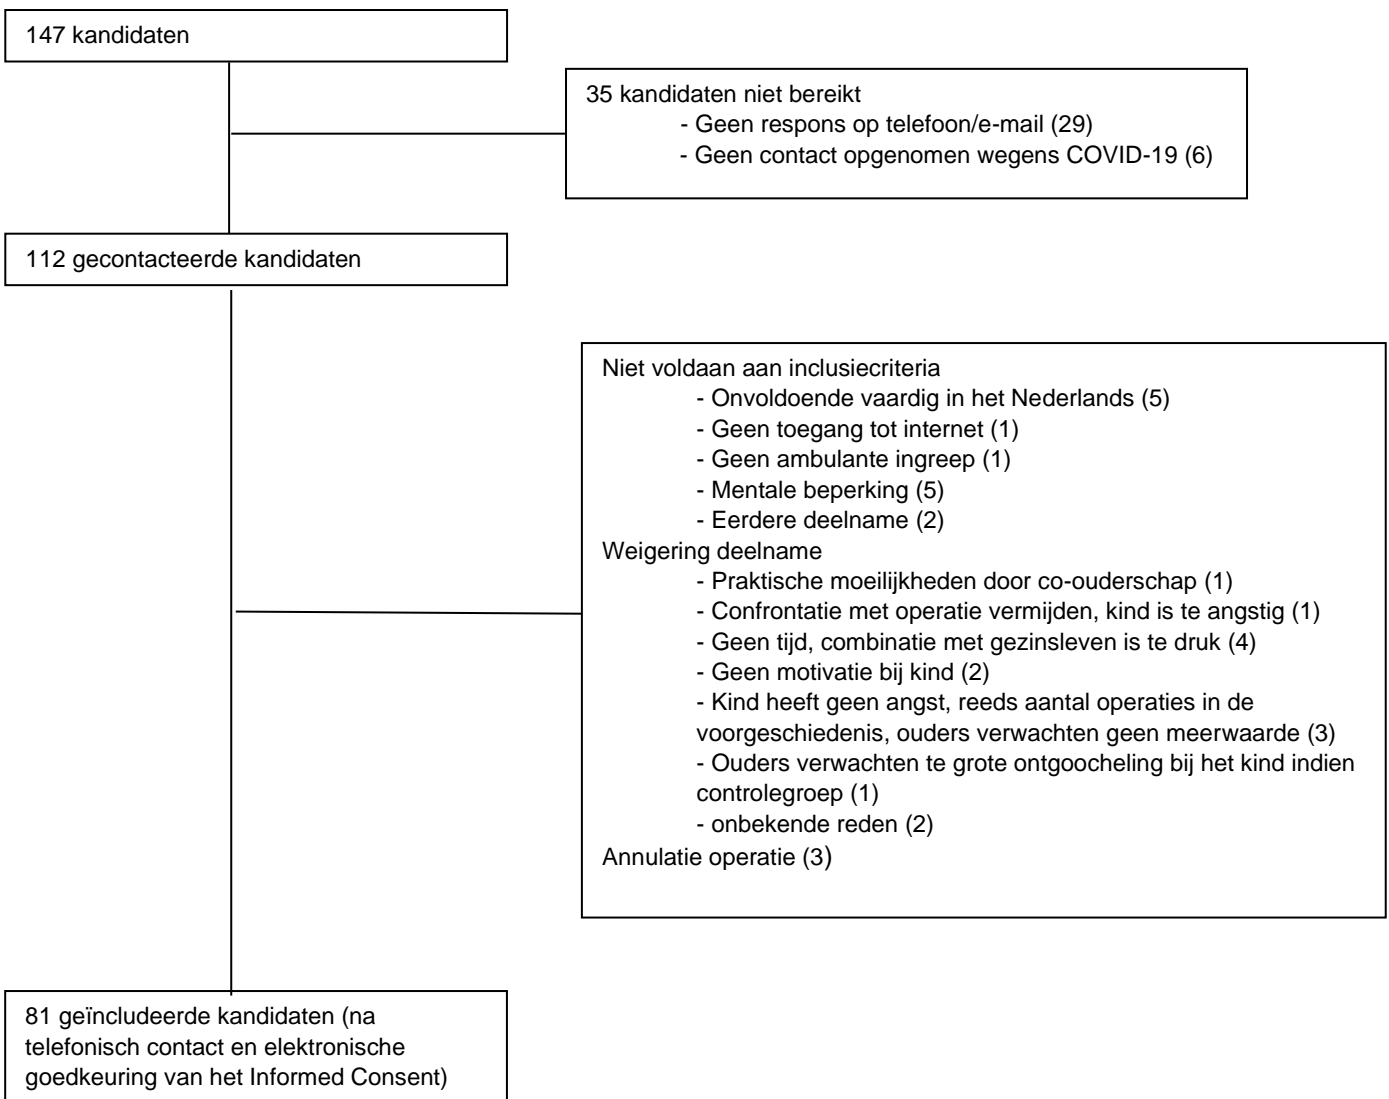 147 kandidaten
35 kandidaten niet bereikt
- Geen respons op telefoon/e-mail (29)
- Geen contact opgenomen wegens COVID-19 (6)
112 gecontacteerde kandidaten
Niet voldaan aan inclusiecriteria
- Onvoldoende vaardig in het Nederlands (5)
- Geen toegang tot internet (1)
- Geen ambulante ingreep (1)
- Mentale beperking (5)
- Eerdere deelname (2)
Weigering deelname
- Praktische moeilijkheden door co-ouderschap (1)
- Confrontatie met operatie vermijden, kind is te angstig (1)
- Geen tijd, combinatie met gezinsleven is te druk (4)
- Geen motivatie bij kind (2)
- Kind heeft geen angst, reeds aantal operaties in de
voorgeschiedenis, ouders verwachten geen meerwaarde (3)
- Ouders verwachten te grote ontgoocheling bij het kind indien
controlegroep (1)
- onbekende reden (2)
Annulatie operatie (3)
81 geïncludeerde kandidaten (na
telefonisch contact en elektronische
goedkeuring van het Informed Consent)